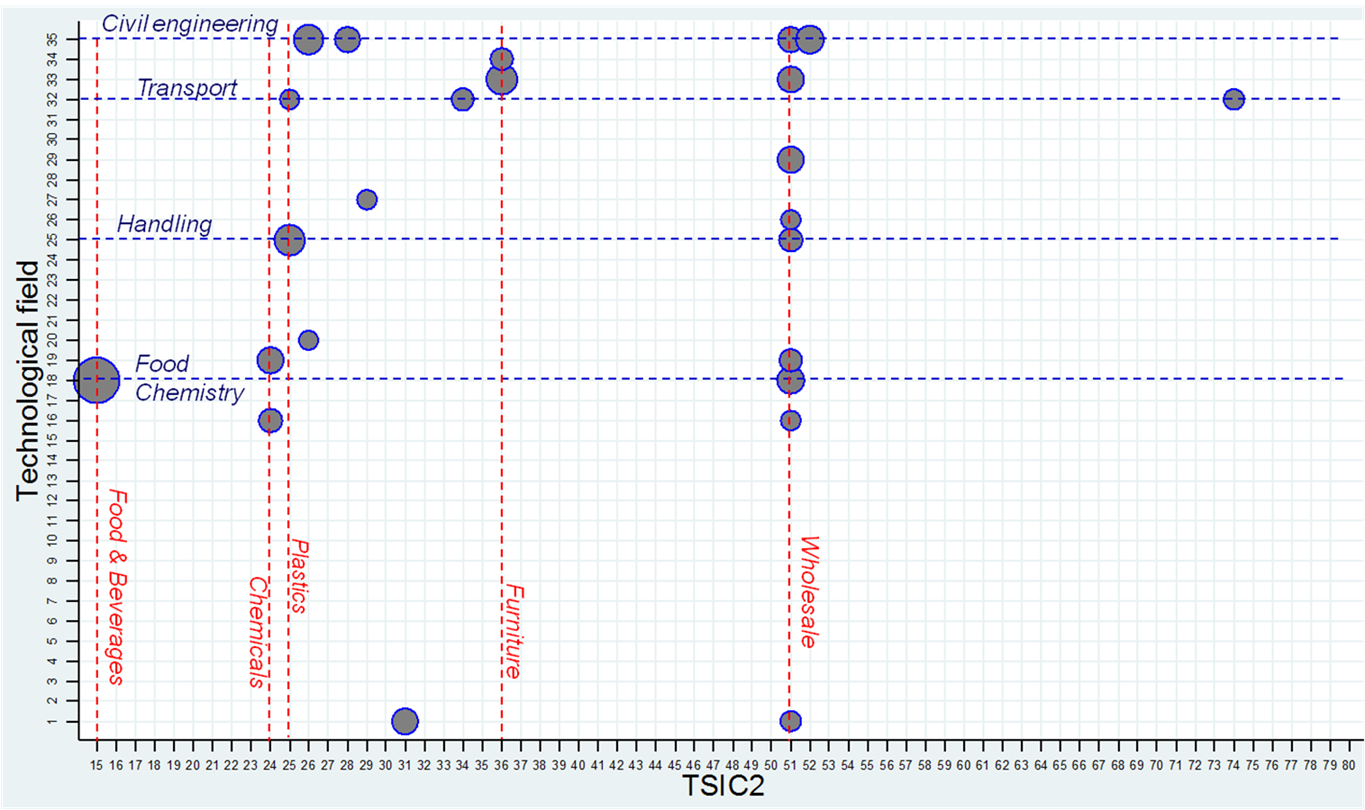 Civil engineering
Transport
Handling
Food
Chemistry
Technological field
35
34
33
32
31
30
29
28
27
26
25
24
23
22
21
20
19
18
17
16
15
14
13
12
11
10
9
8
7
6
5
4
3
2
1
Food & Beverages
Chemicals
Plastics
Furniture
Wholesale
15 16 17 18 19 20 21 22 23 24 25 26 27 28 29 30 31 32 33 34 35 36 37 38 39 40 41 42 43 44 45 46 47 48 49 50 51 52 53 54 55 56 57 58 59 60 61 62 63 64 65 66 67 68 69 70 71 72 73 74 75 76 77 78 79 80
TSIC2